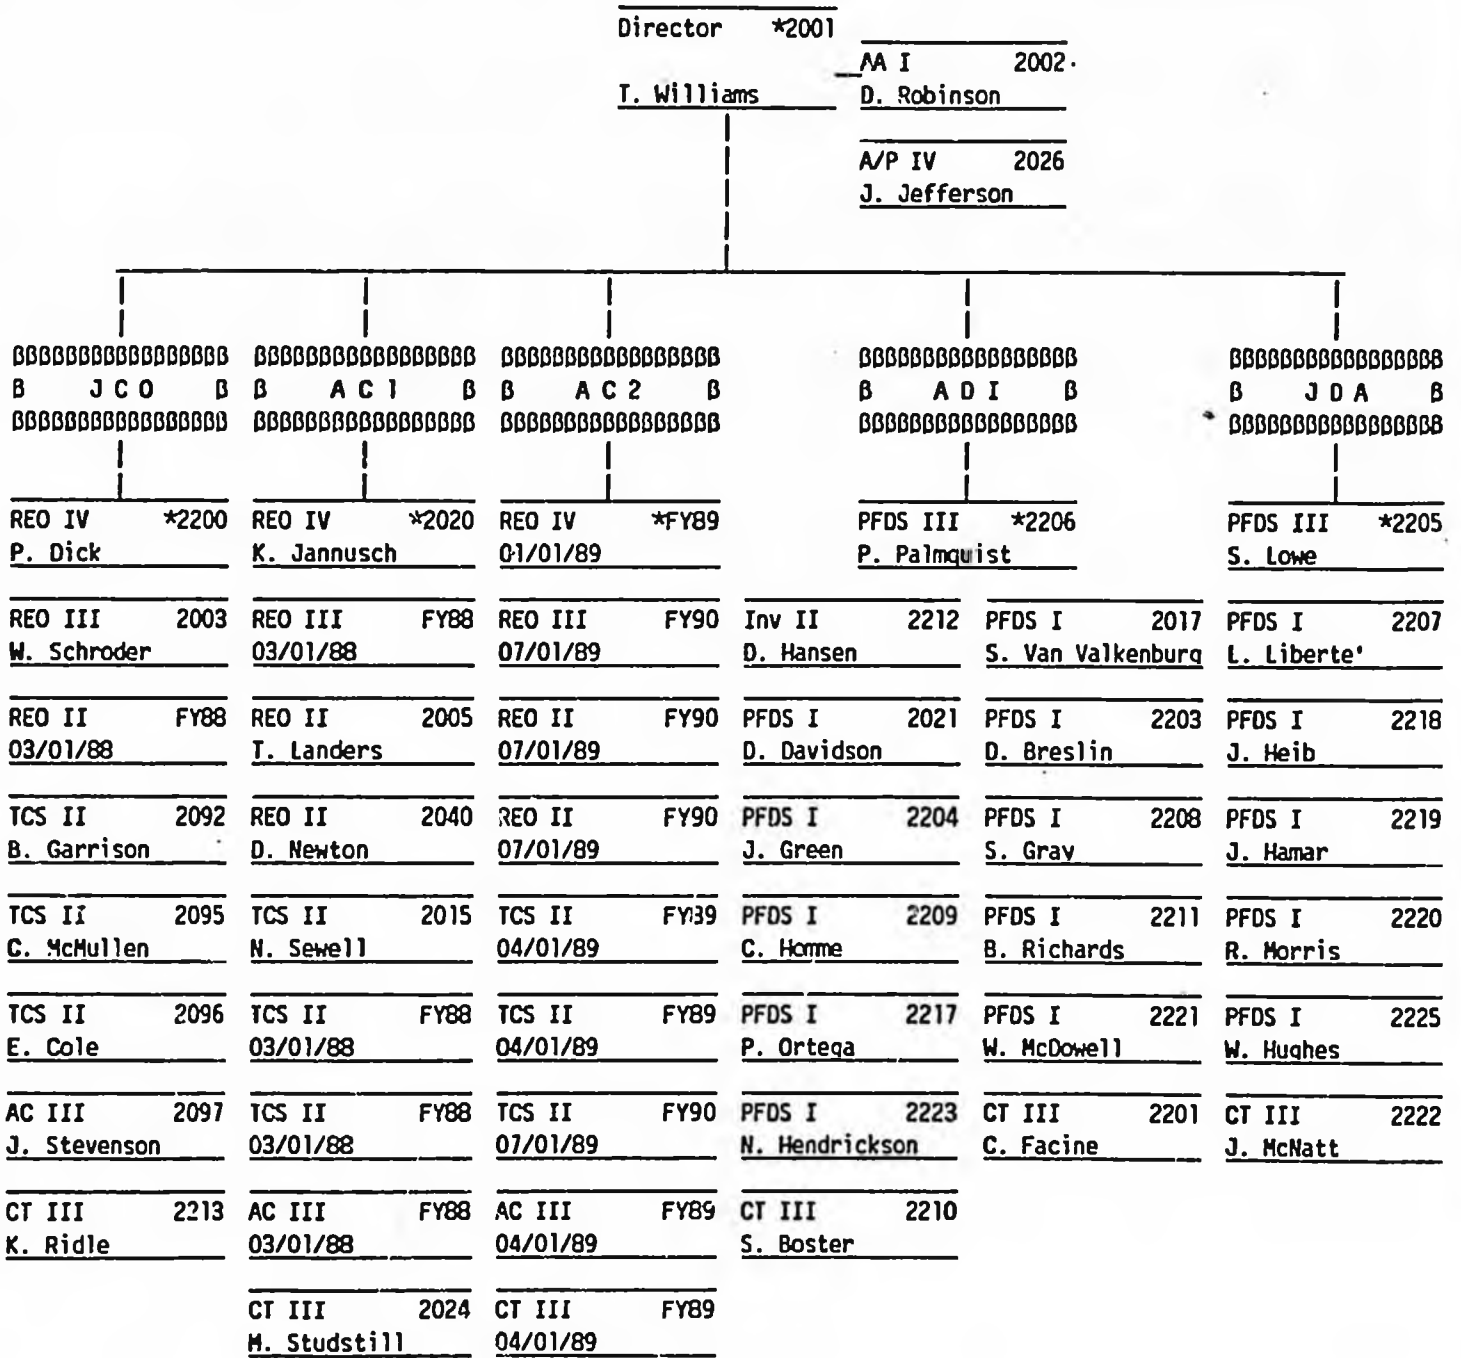 Director *2001
T. Williams
AA I 2002
D. Robinson
A/P IV 2026
J. Jefferson
ββββββββββββββββ
β J C O β
ββββββββββββββββ
ββββββββββββββββ
β A C 1 β
ββββββββββββββββ
ββββββββββββββββ
β A C 2 β
ββββββββββββββββ
ββββββββββββββββ
β A D I β
ββββββββββββββββ
ββββββββββββββββ
β J D A β
ββββββββββββββββ
REO IV *2200
P. Dick
REO III 2003
W. Schroder
REO II FY88
03/01/88
TCS II 2092
B. Garrison
TCS II 2095
C. McMullen
TCS II 2096
E. Cole
AC III 2097
J. Stevenson
CT III 2213
K. Ridle
REO IV *2020
K. Jannusch
REO III FY88
03/01/88
REO II 2005
T. Landers
REO II 2040
D. Newton
TCS II 2015
N. Sewell
TCS II FY88
03/01/88
TCS II FY88
03/01/88
AC III FY88
03/01/88
CT III 2024
M. Studstill
REO IV *FY89
01/01/89
REO III FY90
07/01/89
REO II FY90
07/01/89
REO II FY90
07/01/89
TCS II FY89
04/01/89
TCS II FY89
04/01/89
TCS II FY90
07/01/89
AC III FY89
04/01/89
CT III FY89
04/01/89
PFDS III *2206
P. Palmquist
Inv II 2212
D. Hansen
PFDS I 2021
D. Davidson
PFDS I 2204
J. Green
PFDS I 2209
C. Homme
PFDS I 2217
P. Ortega
PFDS I 2223
N. Hendrickson
CT III 2210
S. Boster
PFDS I 2017
S. Van Valkenburg
PFDS I 2203
D. Breslin
PFDS I 2208
S. Gray
PFDS I 2211
B. Richards
PFDS I 2221
W. McDowell
CT III 2201
C. Facine
PFDS III *2205
S. Lowe
PFDS I 2207
L. Liberte'
PFDS I 2218
J. Heib
PFDS I 2219
J. Hamar
PFDS I 2220
R. Morris
PFDS I 2225
W. Hughes
CT III 2222
J. McNatt